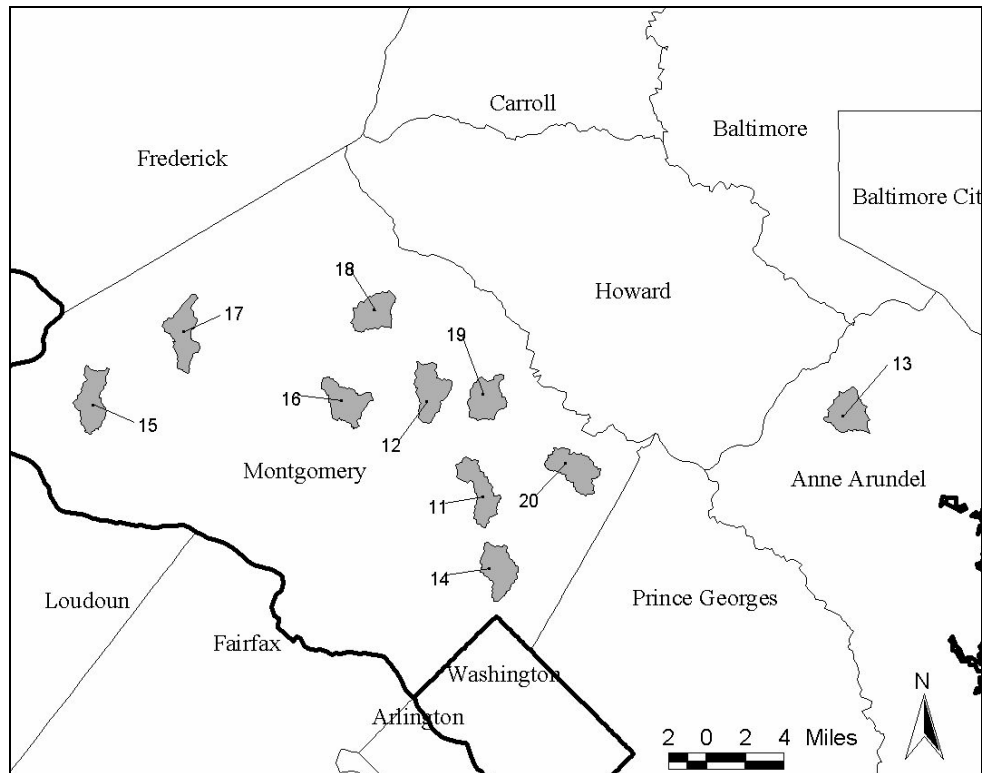 Carroll
Baltimore
Frederick
Baltimore Cit
18
Howard
17
19
13
16
15
12
Montgomery
Anne Arundel
11
20
14
Loudoun
Prince Georges
Fairfax
Washington
N
Arlington
2 0 2 4 Miles